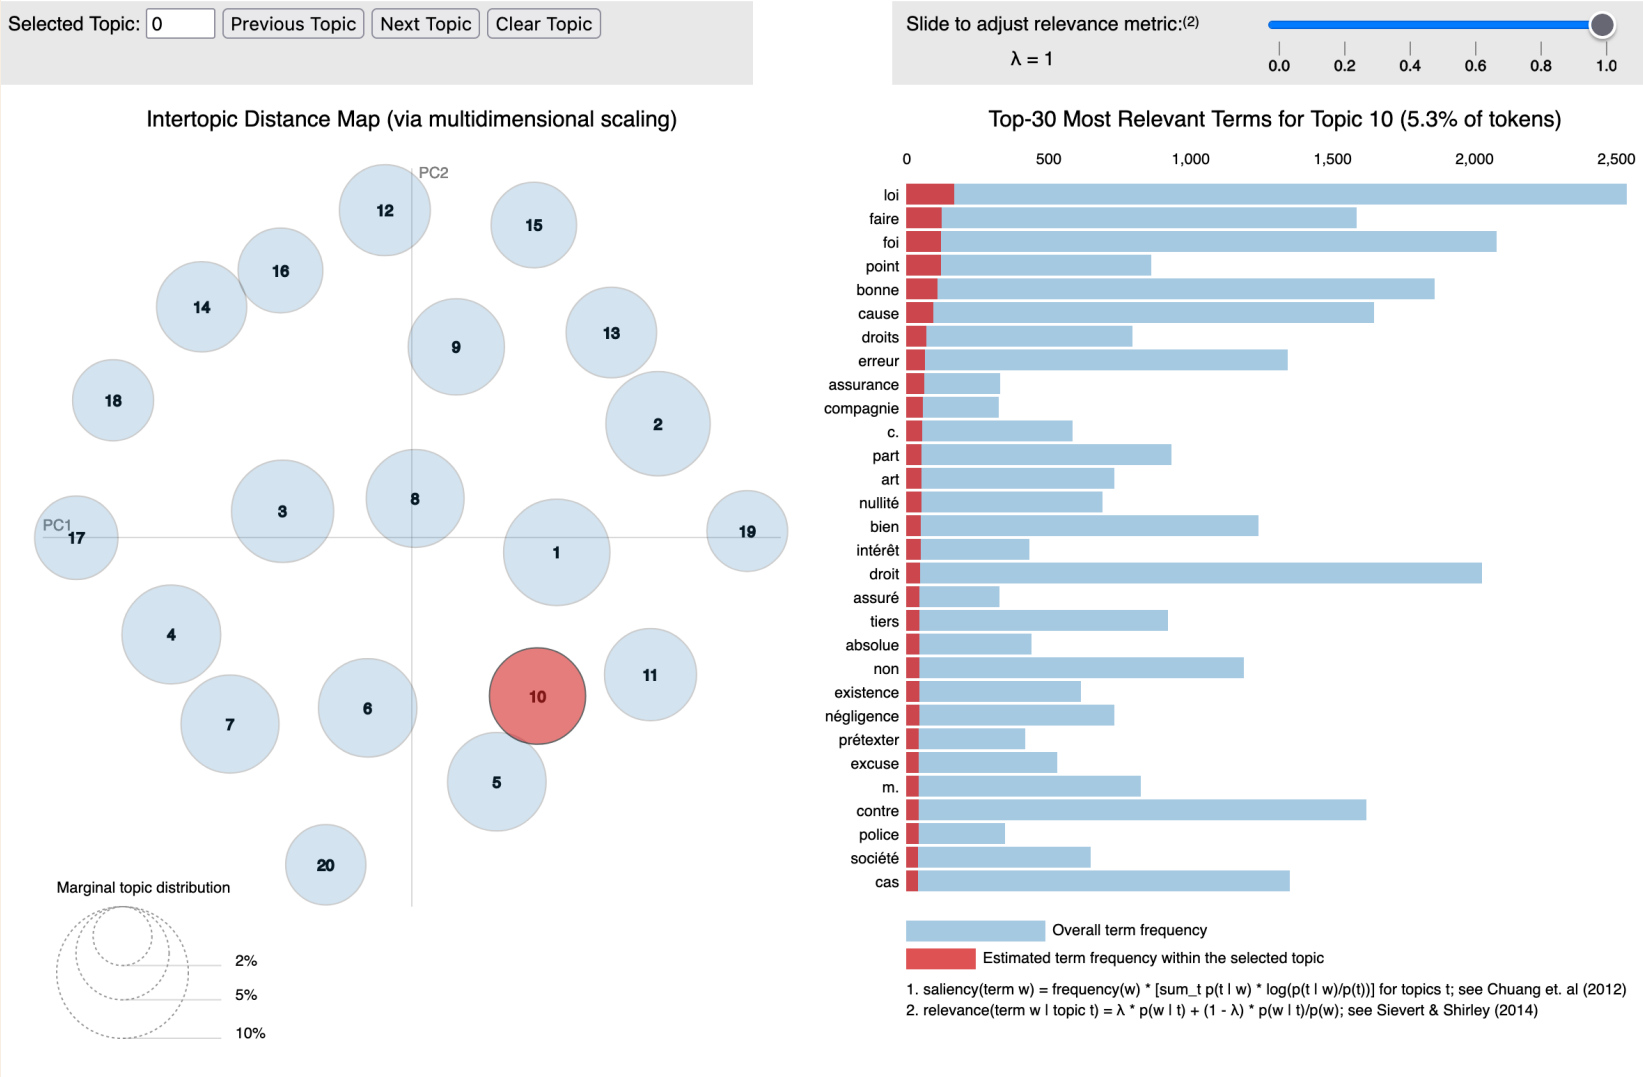 Selected Topic: 0 Previous Topic Next Topic Clear Topic
Slide to adjust relevance metric:(2)
λ = 1
0.0 0.2 0.4 0.6 0.8 1.0
Intertopic Distance Map (via multidimensional scaling)
PC2
PC1
12
15
16
14
13
9
18
2
8
3
19
17
1
4
11
10
6
7
5
20
Marginal topic distribution
2%
5%
10%
Top-30 Most Relevant Terms for Topic 10 (5.3% of tokens)
0 500 1,000 1,500 2,000 2,500
loi
faire
foi
point
bonne
cause
droits
erreur
assurance
compagnie
c.
part
art
nullité
bien
intérêt
droit
assuré
tiers
absolue
non
existence
négligence
prétexter
excuse
m.
contre
police
société
cas
Overall term frequency
Estimated term frequency within the selected topic
1. saliency(term w) = frequency(w) * [sum_t p(t | w) * log(p(t | w)/p(t))] for topics t; see Chuang et. al (2012)
2. relevance(term w | topic t) = λ * p(w | t) + (1 - λ) * p(w | t)/p(w); see Sievert & Shirley (2014)